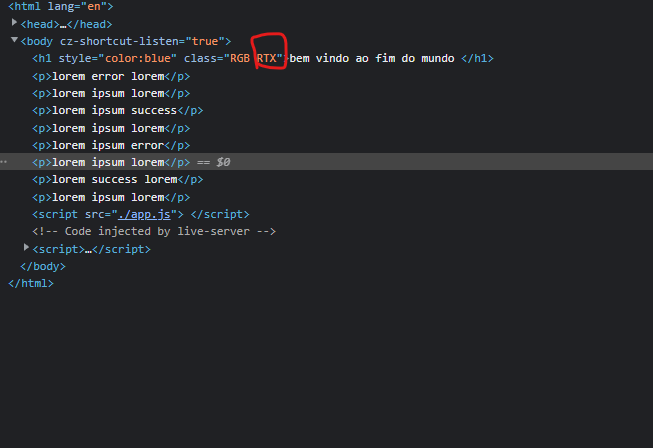 <html lang="en">
<head>…</head>
<body cz-shortcut-listen="true">
<h1 style="color:blue" class="RGB RTX">bem vindo ao fim do mundo </h1>
<p>lorem error lorem</p>
<p>lorem ipsum lorem</p>
<p>lorem ipsum success</p>
<p>lorem ipsum lorem</p>
<p>lorem ipsum error</p>
<p>lorem ipsum lorem</p> == $0
<p>lorem success lorem</p>
<p>lorem ipsum lorem</p>
<script src="./app.js"> </script>
<!-- Code injected by live-server -->
<script>…</script>
</body>
</html>